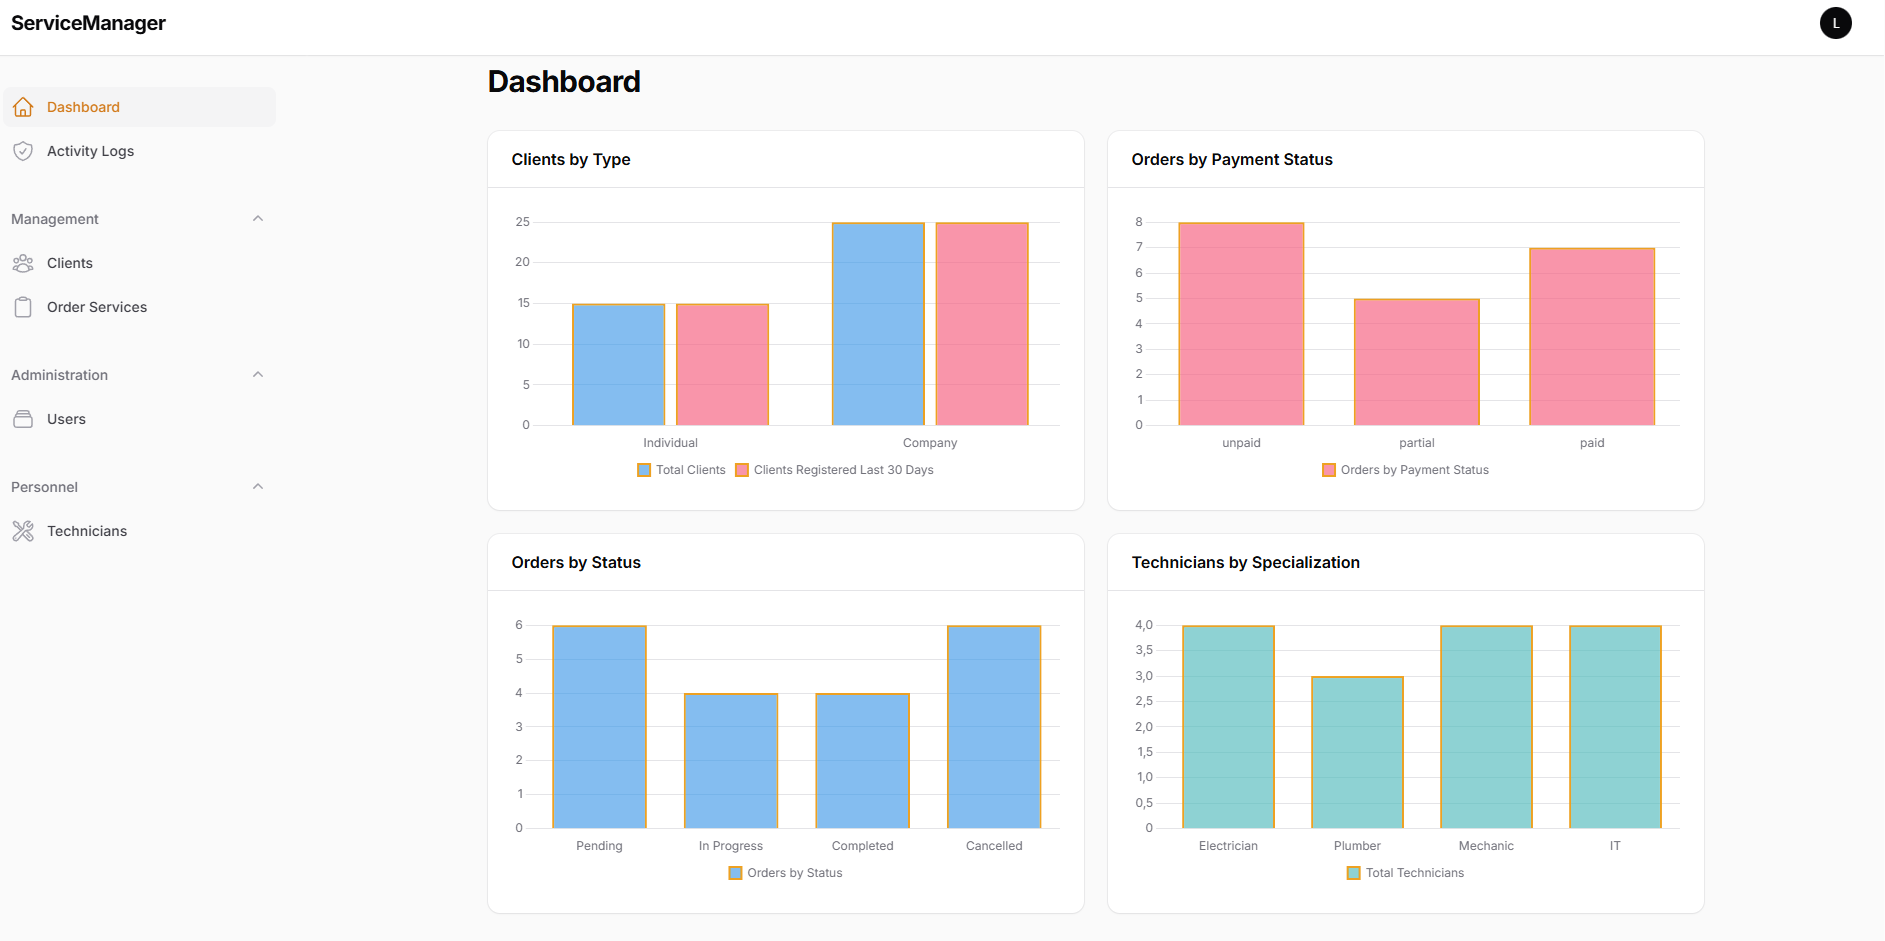 ServiceManager
L
Dashboard
Activity Logs
Management
Clients
Order Services
Administration
Users
Personnel
Technicians
Dashboard
Clients by Type
25
20
15
10
5
0
Individual
Company
Total Clients
Clients Registered Last 30 Days
Orders by Payment Status
8
7
6
5
4
3
2
1
0
unpaid
partial
paid
Orders by Payment Status
Orders by Status
6
5
4
3
2
1
0
Pending
In Progress
Completed
Cancelled
Orders by Status
Technicians by Specialization
4,0
3,5
3,0
2,5
2,0
1,5
1,0
0,5
0
Electrician
Plumber
Mechanic
IT
Total Technicians